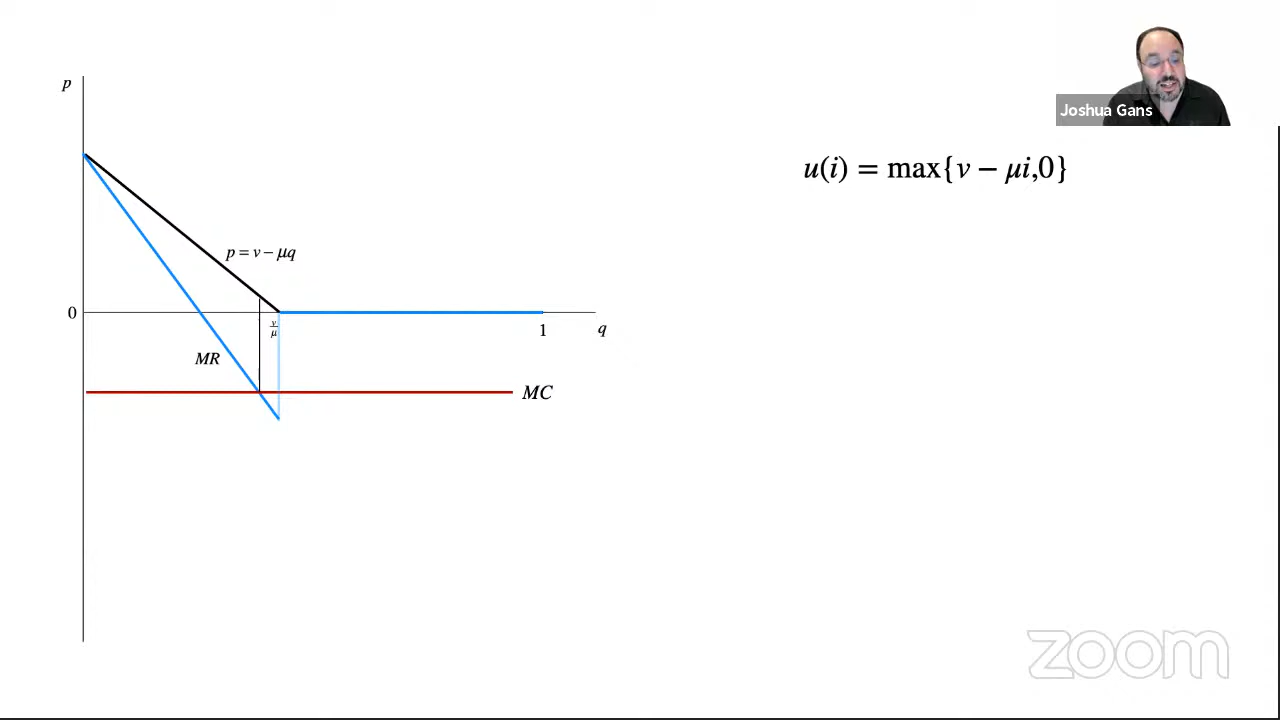 Joshua Gans
p
u(i) = max{v − μi,0}
p = v − μq
0
v/μ
1
q
MR
MC
zoom